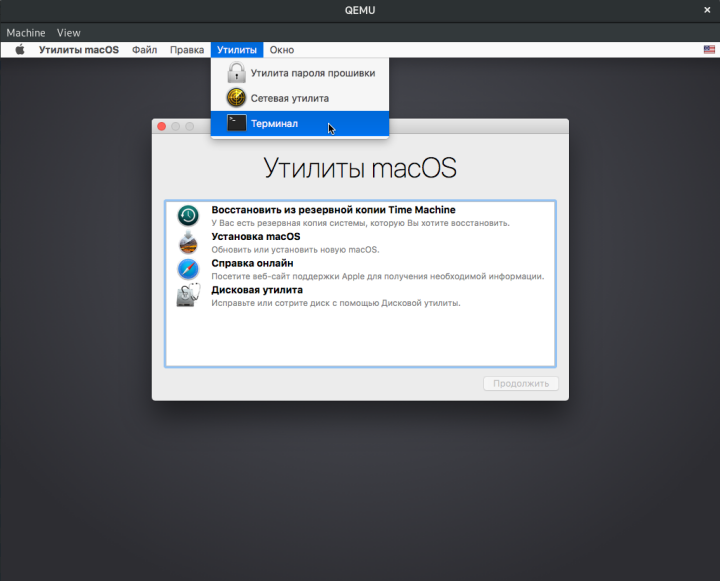 QEMU
Machine View
Утилиты macOS Файл Правка Утилиты Окно
Утилита пароля прошивки
Сетевая утилита
Терминал
Утилиты macOS
Восстановить из резервной копии Time Machine
У Вас есть резервная копия системы, которую Вы хотите восстановить.
Установка macOS
Обновить или установить новую macOS.
Справка онлайн
Посетите веб-сайт поддержки Apple для получения необходимой информации.
Дисковая утилита
Исправьте или сотрите диск с помощью Дисковой утилиты.
Продолжить